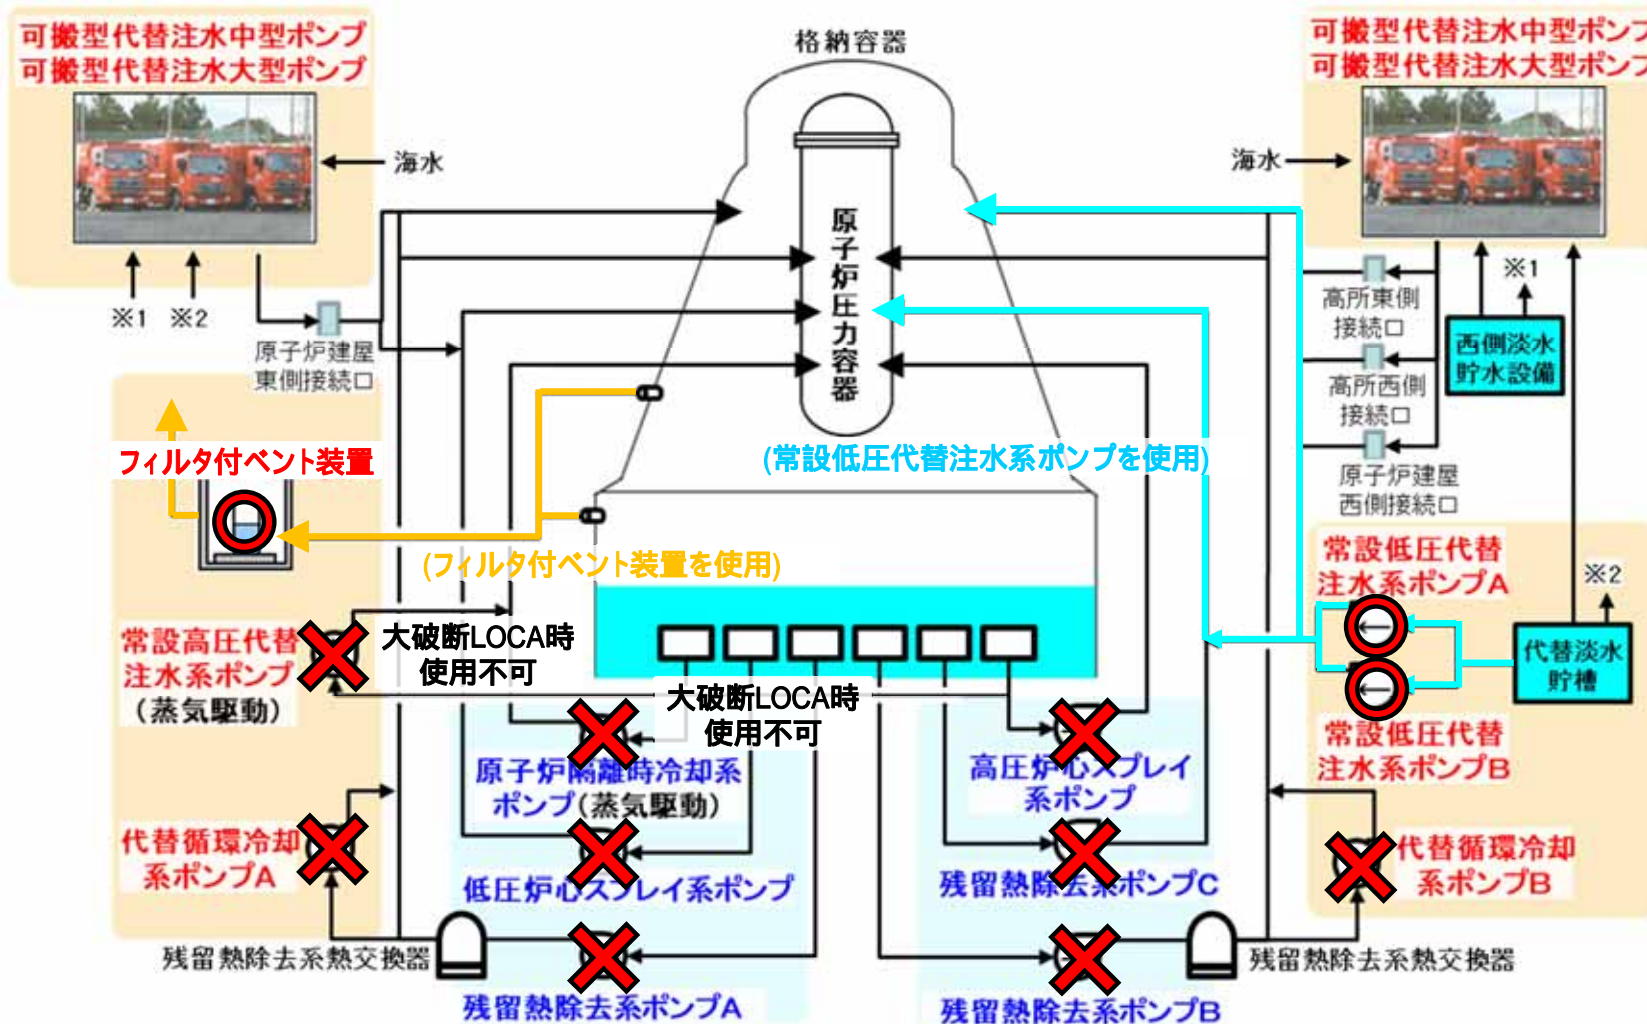 可搬型代替注水中型ポンプ
可搬型代替注水大型ポンプ
海水
※1
※2
原子炉建屋
東側接続口
格納容器
原子炉圧力容器
可搬型代替注水中型ポンプ
可搬型代替注水大型ポンプ
海水
※1
高所東側
接続口
高所西側
接続口
原子炉建屋
西側接続口
西側淡水
貯水設備
フィルタ付ベント装置
(フィルタ付ベント装置を使用)
(常設低圧代替注水系ポンプを使用)
常設低圧代替
注水系ポンプA
※2
代替淡水
貯槽
常設低圧代替
注水系ポンプB
常設高圧代替
注水系ポンプ
(蒸気駆動)
大破断LOCA時
使用不可
大破断LOCA時
使用不可
原子炉隔離時冷却系
ポンプ(蒸気駆動)
高圧炉心スプレイ
系ポンプ
代替循環冷却
系ポンプA
低圧炉心スプレイ系ポンプ
残留熱除去系ポンプC
代替循環冷却
系ポンプB
残留熱除去系熱交換器
残留熱除去系ポンプA
残留熱除去系ポンプB
残留熱除去系熱交換器